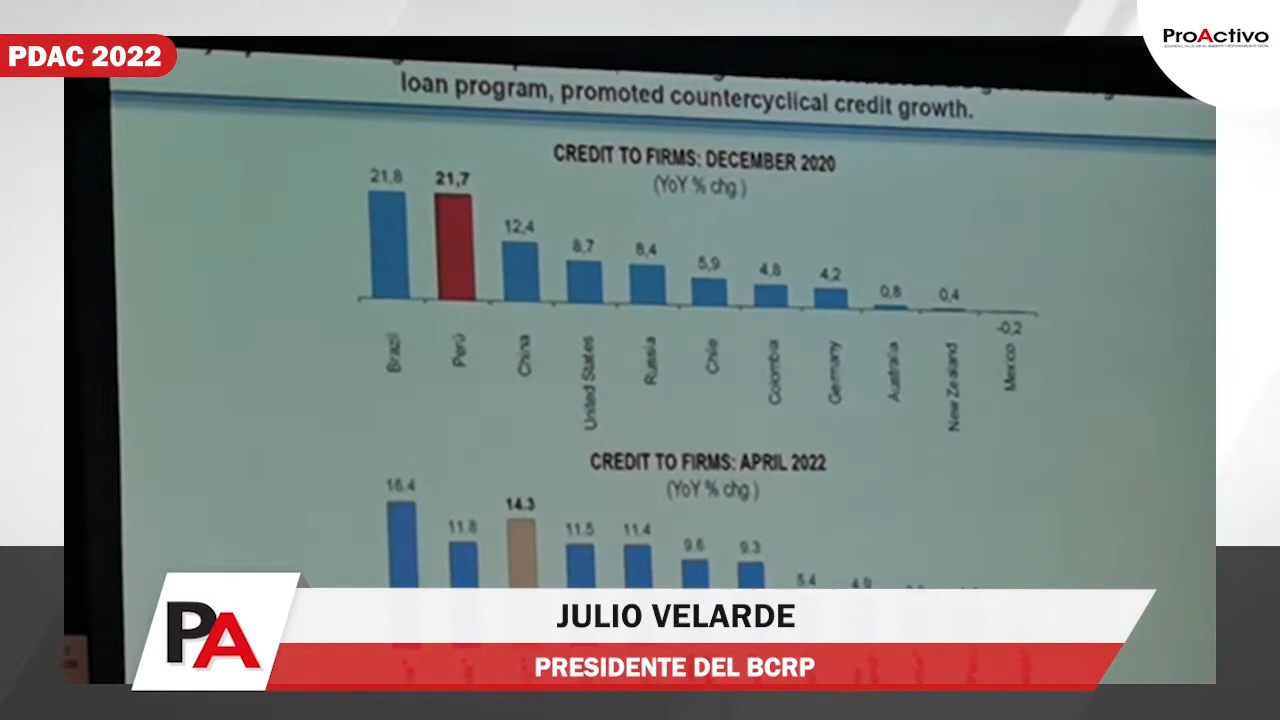 PDAC 2022
ProActivo
loan program, promoted countercyclical credit growth.
CREDIT TO FIRMS: DECEMBER 2020
(YoY % chg.)
21,8 21,7 12,4 8,7 8,4 5,9 4,8 4,2 0,8 0,4 -0,2
Brazil Perú China United States Russia Chile Colombia Germany Australia New Zealand Mexico
CREDIT TO FIRMS: APRIL 2022
(YoY % chg.)
16.4 11.8 14.3 11.5 11.4 9.6 9.3 5.4 4.9
PA
JULIO VELARDE
PRESIDENTE DEL BCRP